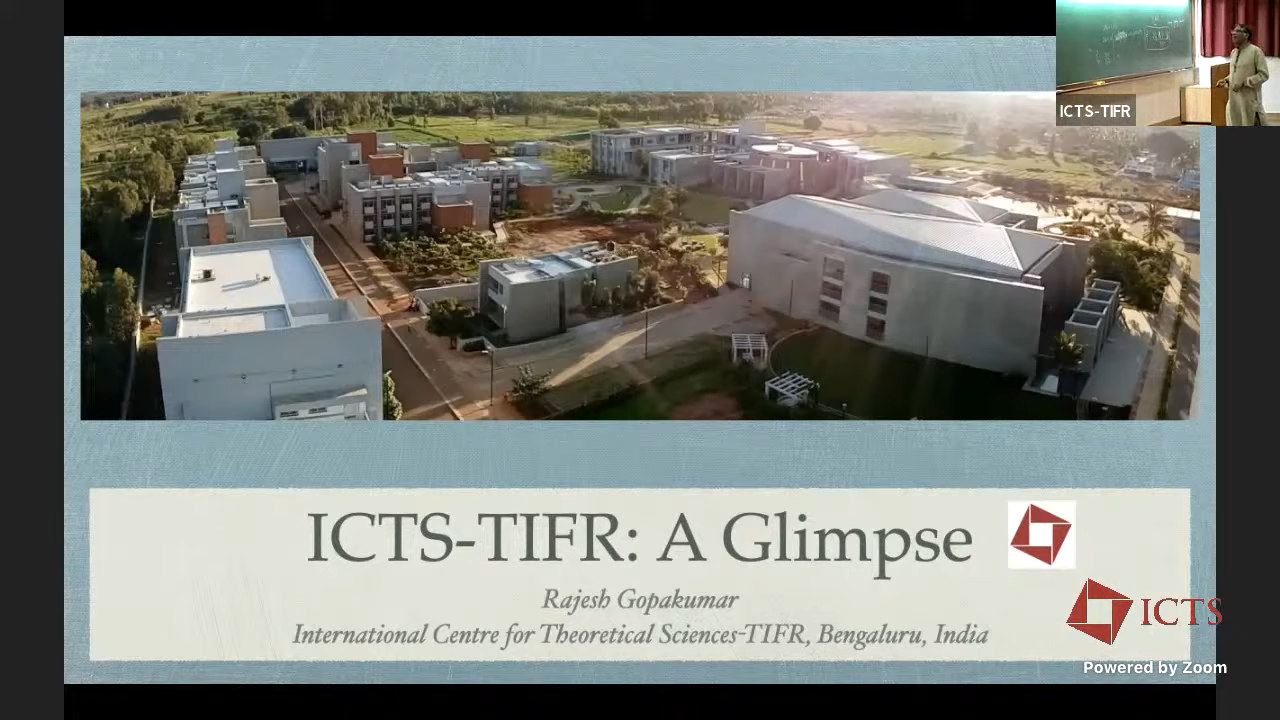 ICTS-TIFR
ICTS-TIFR: A Glimpse
Rajesh Gopakumar
International Centre for Theoretical Sciences-TIFR, Bengaluru, India
ICTS
Powered by Zoom